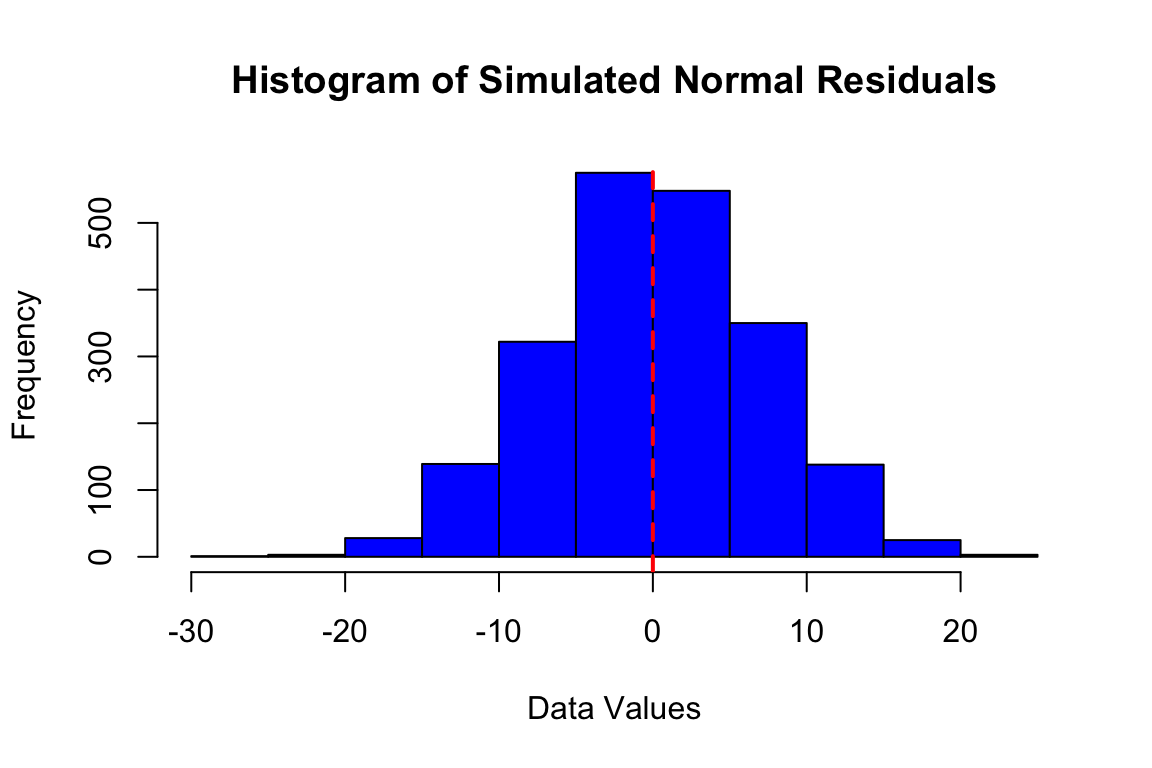 Histogram of Simulated Normal Residuals
Frequency
500
300
100
0
-30 -20 -10 0 10 20
Data Values